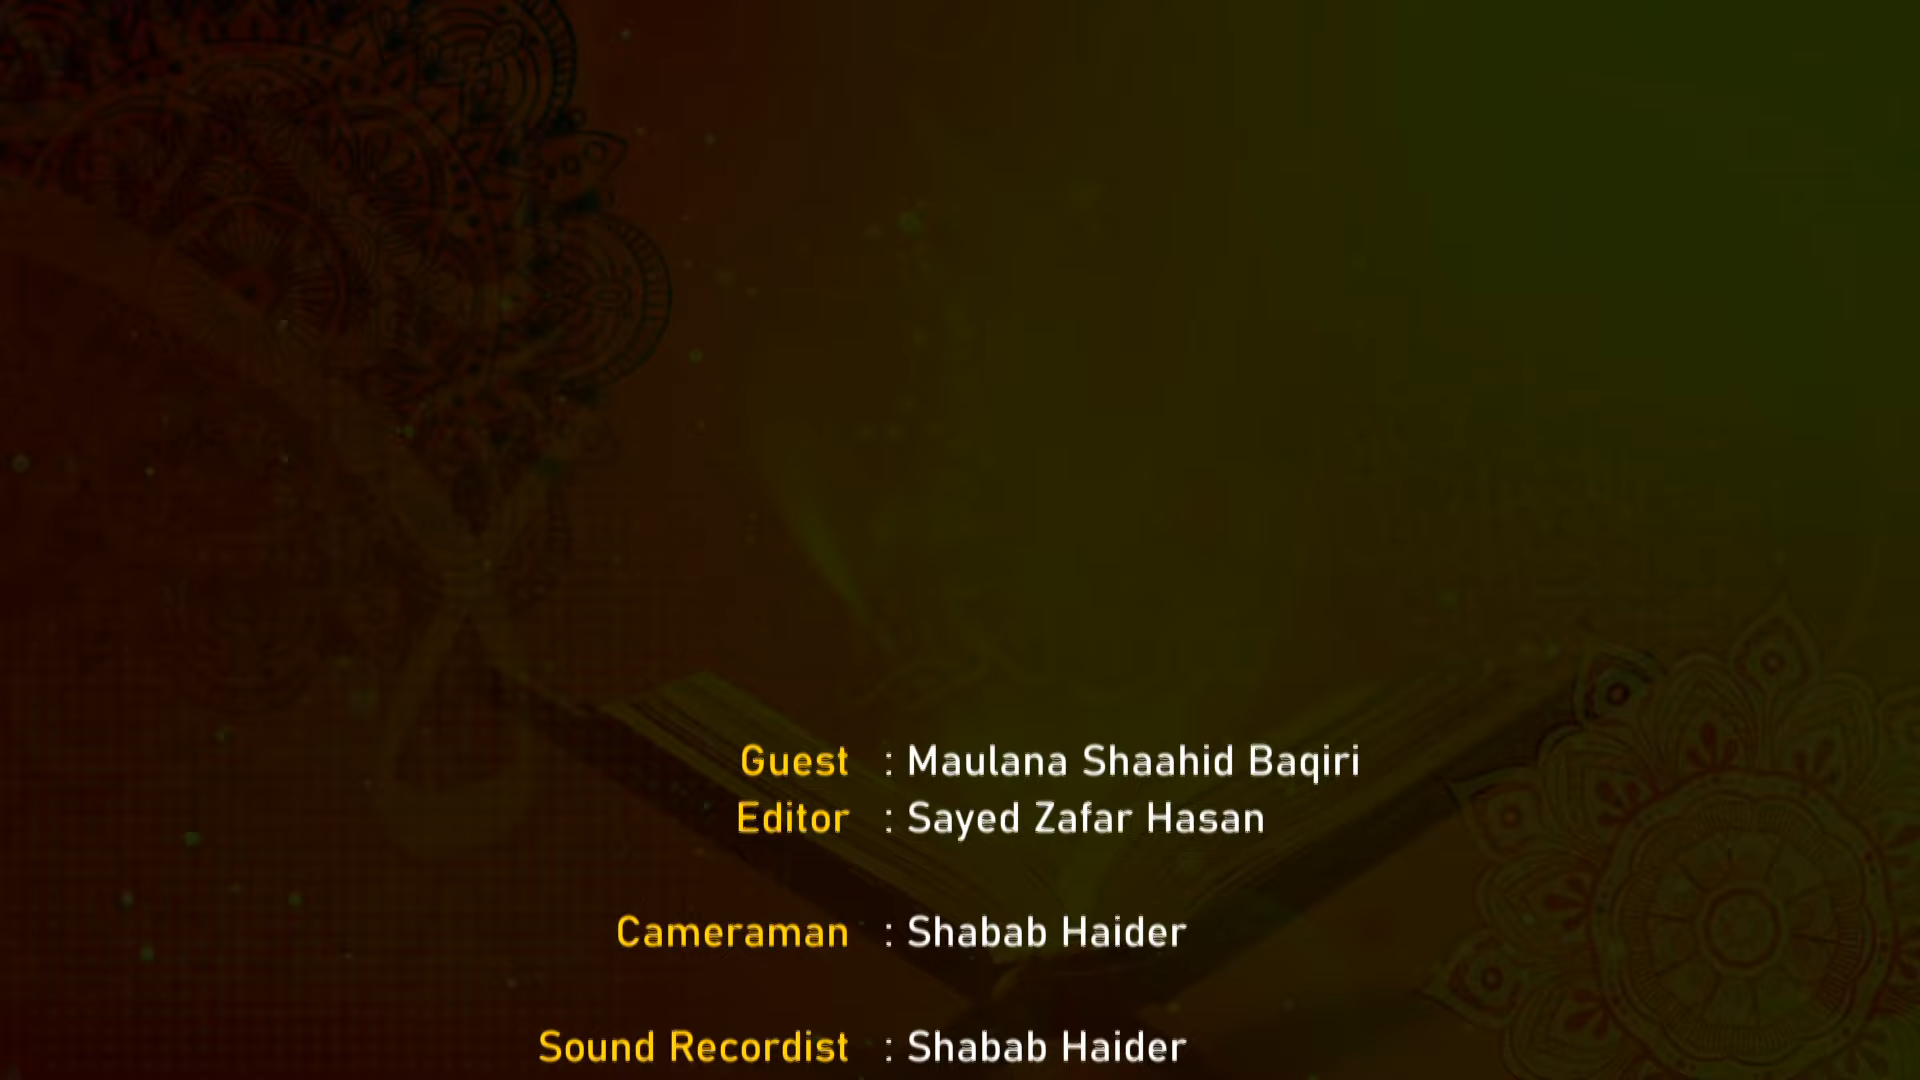 Guest : Maulana Shaahid Baqiri
Editor : Sayed Zafar Hasan
Cameraman : Shabab Haider
Sound Recordist : Shabab Haider